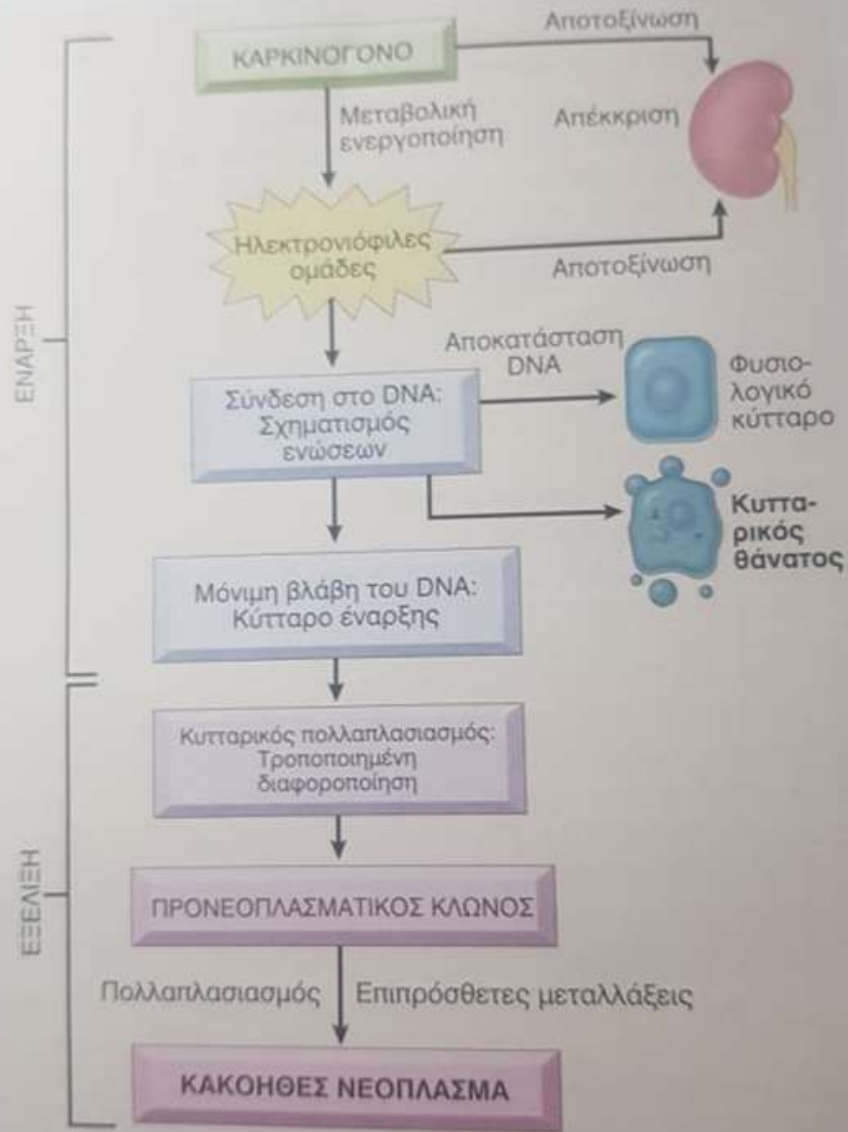 Αποτοξίνωση
ΚΑΡΚΙΝΟΓΟΝΟ
Μεταβολική
ενεργοποίηση
Απέκκριση
Ηλεκτρονιόφιλες
ομάδες
Αποτοξίνωση
ΕΝΑΡΞΗ
Αποκατάσταση
DNA
Σύνδεση στο DNA:
Σχηματισμός
ενώσεων
Φυσιο-
λογικό
κύτταρο
Κυττα-
ρικός
θάνατος
Μόνιμη βλάβη του DNA:
Κύτταρο έναρξης
Κυτταρικός πολλαπλασιασμός:
Τροποποιημένη
διαφοροποίηση
ΕΞΕΛΙΞΗ
ΠΡΟΝΕΟΠΛΑΣΜΑΤΙΚΟΣ ΚΛΩΝΟΣ
Πολλαπλασιασμός
Επιπρόσθετες μεταλλάξεις
ΚΑΚΟΗΘΕΣ ΝΕΟΠΛΑΣΜΑ